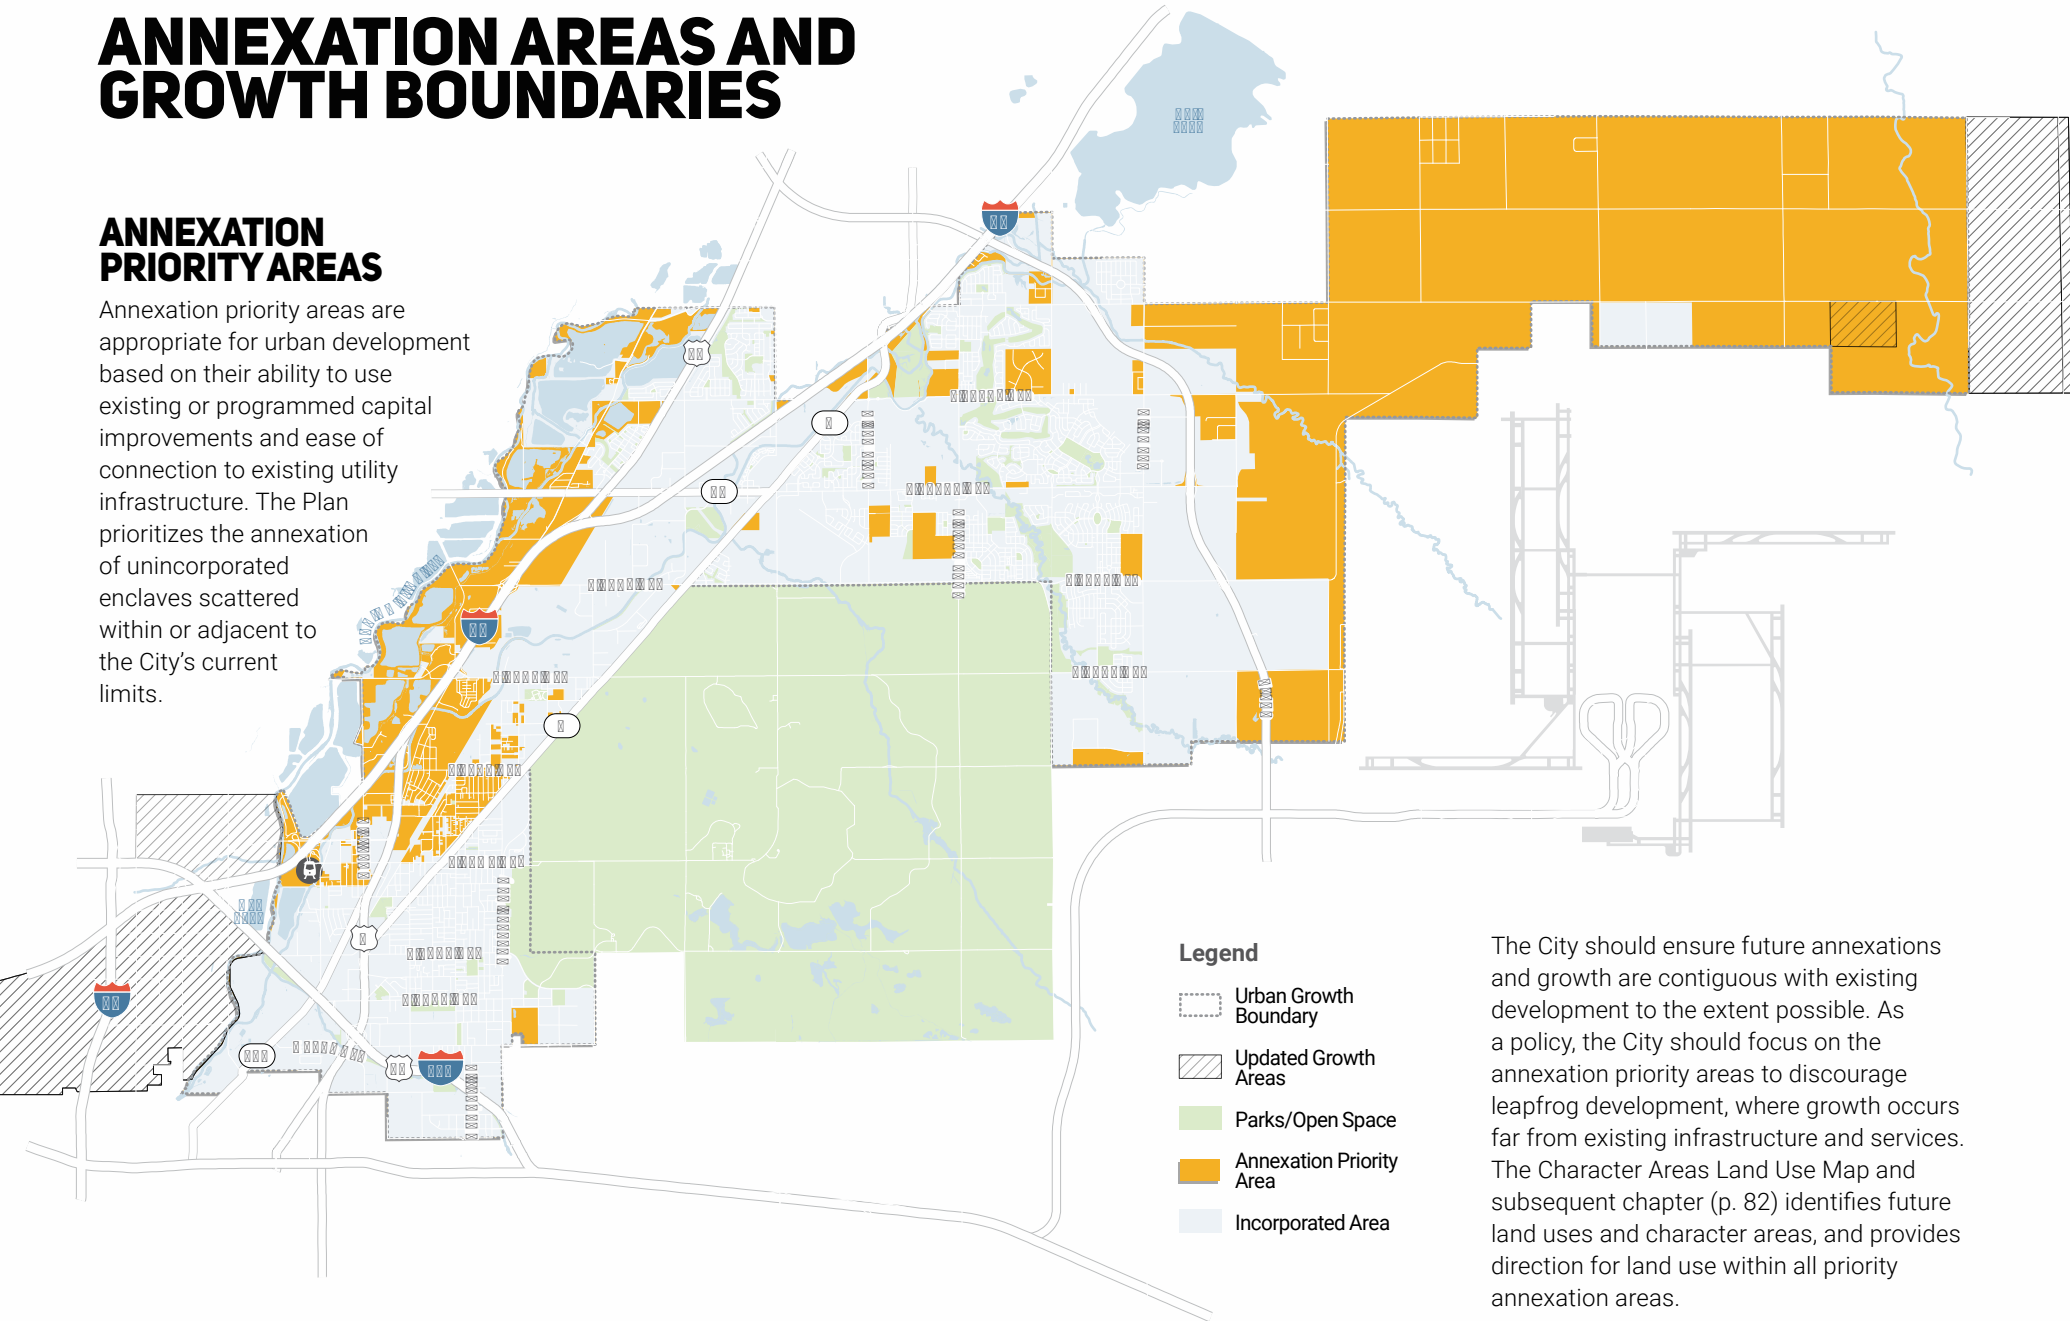 ANNEXATION AREAS AND
GROWTH BOUNDARIES
ANNEXATION
PRIORITY AREAS
Annexation priority areas are
appropriate for urban development
based on their ability to use
existing or programmed capital
improvements and ease of
connection to existing utility
infrastructure. The Plan
prioritizes the annexation
of unincorporated
enclaves scattered
within or adjacent to
the City's current
limits.
Legend
Urban Growth
Boundary
Updated Growth
Areas
Parks/Open Space
Annexation Priority
Area
Incorporated Area
The City should ensure future annexations
and growth are contiguous with existing
development to the extent possible. As
a policy, the City should focus on the
annexation priority areas to discourage
leapfrog development, where growth occurs
far from existing infrastructure and services.
The Character Areas Land Use Map and
subsequent chapter (p. 82) identifies future
land uses and character areas, and provides
direction for land use within all priority
annexation areas.